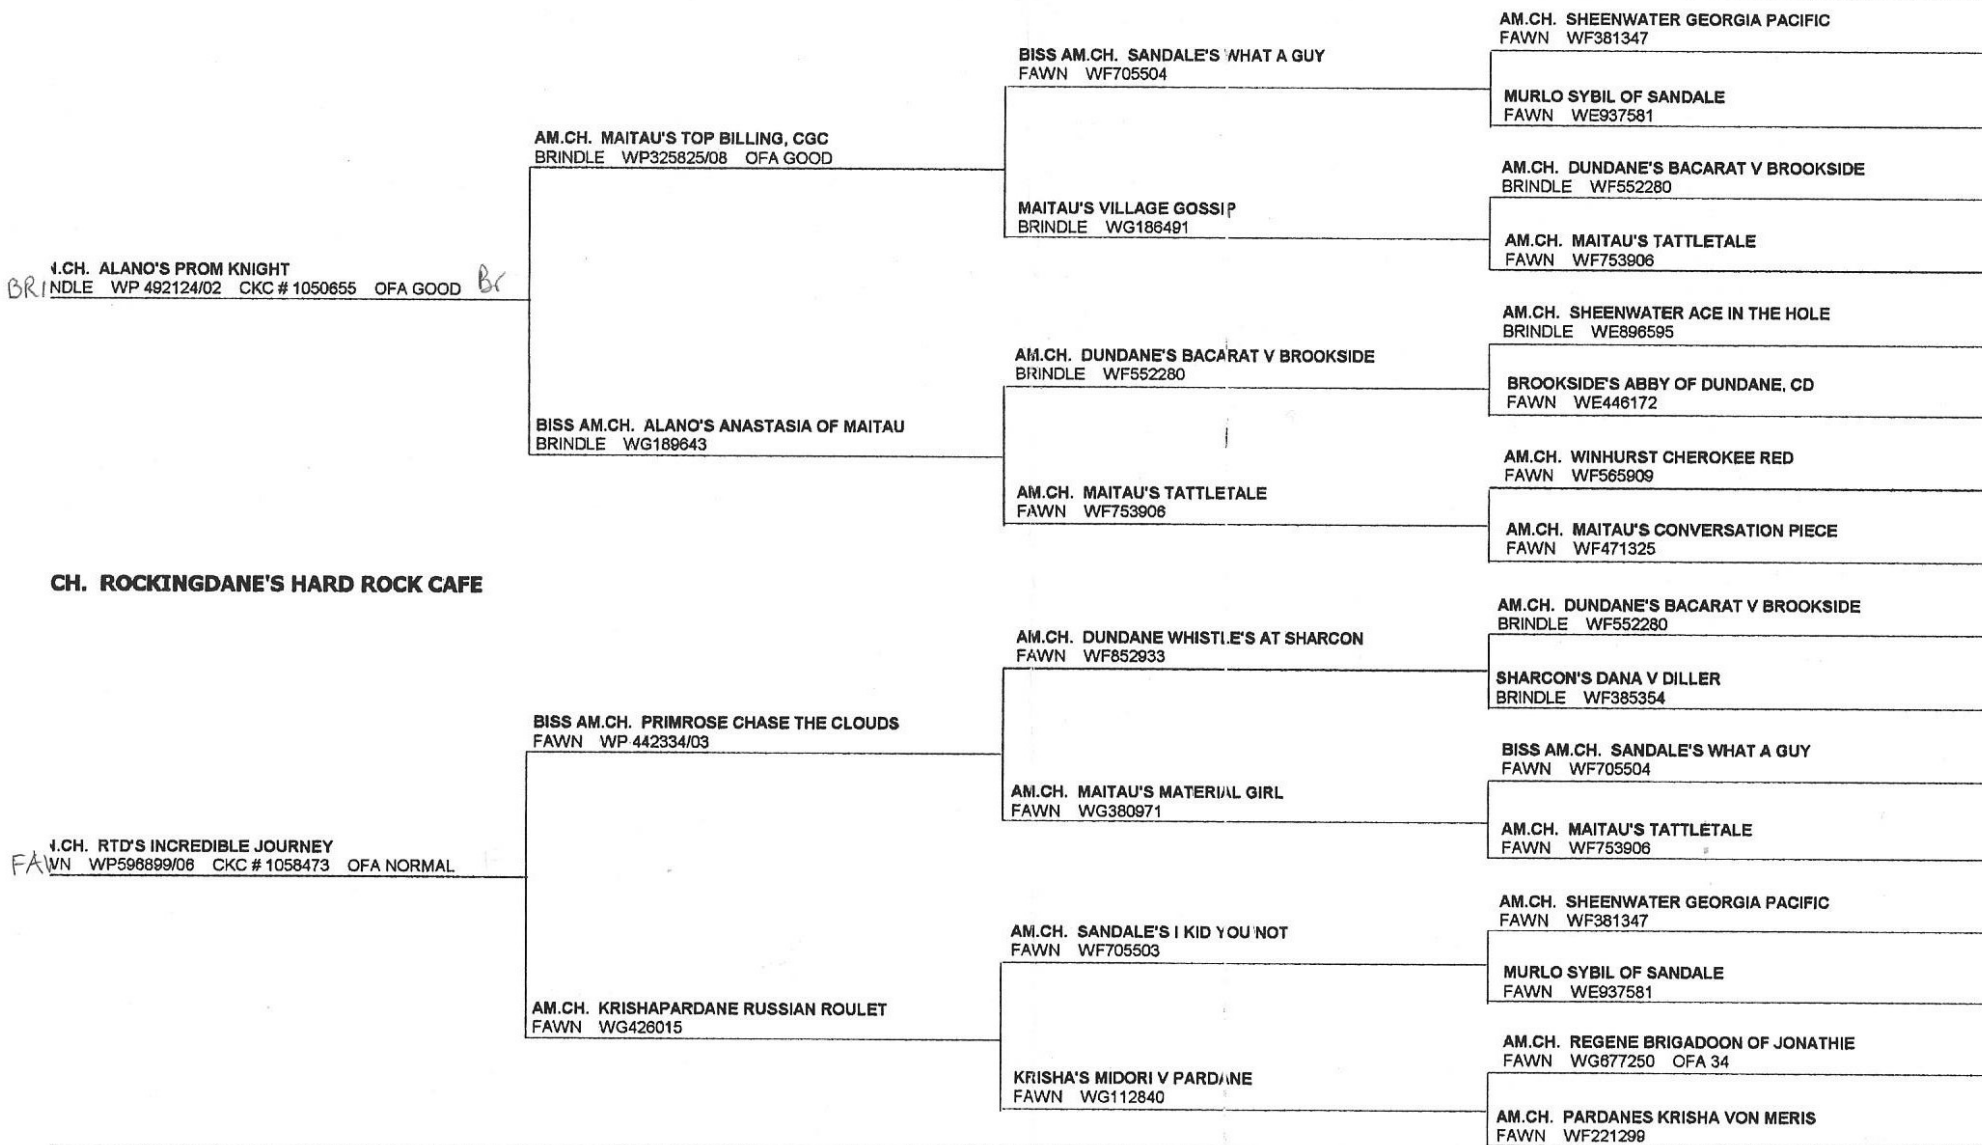 AM.CH. ALANO'S PROM KNIGHT
BRINDLE WP 492124/02 CKC # 1050655 OFA GOOD Br
CH. ROCKINGDANE'S HARD ROCK CAFE
RTD'S INCREDIBLE JOURNEY
FAWN WP596899/06 CKC # 1058473 OFA NORMAL
AM.CH. MAITAU'S TOP BILLING, CGC
BRINDLE WP325825/08 OFA GOOD
BISS AM.CH. ALANO'S ANASTASIA OF MAITAU
BRINDLE WG189643
BISS AM.CH. PRIMROSE CHASE THE CLOUDS
FAWN WP 442334/03
AM.CH. KRISHAPARDANE RUSSIAN ROULET
FAWN WG426015
BISS AM.CH. SANDALE'S WHAT A GUY
FAWN WF705504
MAITAU'S VILLAGE GOSSIP
BRINDLE WG186491
AM.CH. DUNDANE'S BACARAT V BROOKSIDE
BRINDLE WF552280
AM.CH. MAITAU'S TATTLETALE
FAWN WF753906
AM.CH. DUNDANE WHISTLE'S AT SHARCON
FAWN WF852933
AM.CH. MAITAU'S MATERIAL GIRL
FAWN WG380971
AM.CH. SANDALE'S I KID YOU NOT
FAWN WF705503
KRISHA'S MIDORI V PARDANE
FAWN WG112840
AM.CH. SHEENWATER GEORGIA PACIFIC
FAWN WF381347
MURLO SYBIL OF SANDALE
FAWN WE937581
AM.CH. DUNDANE'S BACARAT V BROOKSIDE
BRINDLE WF552280
AM.CH. MAITAU'S TATTLETALE
FAWN WF753906
AM.CH. SHEENWATER ACE IN THE HOLE
BRINDLE WE896595
BROOKSIDE'S ABBY OF DUNDANE, CD
FAWN WE446172
AM.CH. WINHURST CHEROKEE RED
FAWN WF565909
AM.CH. MAITAU'S CONVERSATION PIECE
FAWN WF471325
AM.CH. DUNDANE'S BACARAT V BROOKSIDE
BRINDLE WF552280
SHARCON'S DANA V DILLER
BRINDLE WF385354
BISS AM.CH. SANDALE'S WHAT A GUY
FAWN WF705504
AM.CH. MAITAU'S TATTLETALE
FAWN WF753906
AM.CH. SHEENWATER GEORGIA PACIFIC
FAWN WF381347
MURLO SYBIL OF SANDALE
FAWN WE937581
AM.CH. REGENE BRIGADOON OF JONATHIE
FAWN WG677250 OFA 34
AM.CH. PARDANES KRISHA VON MERIS
FAWN WF221299